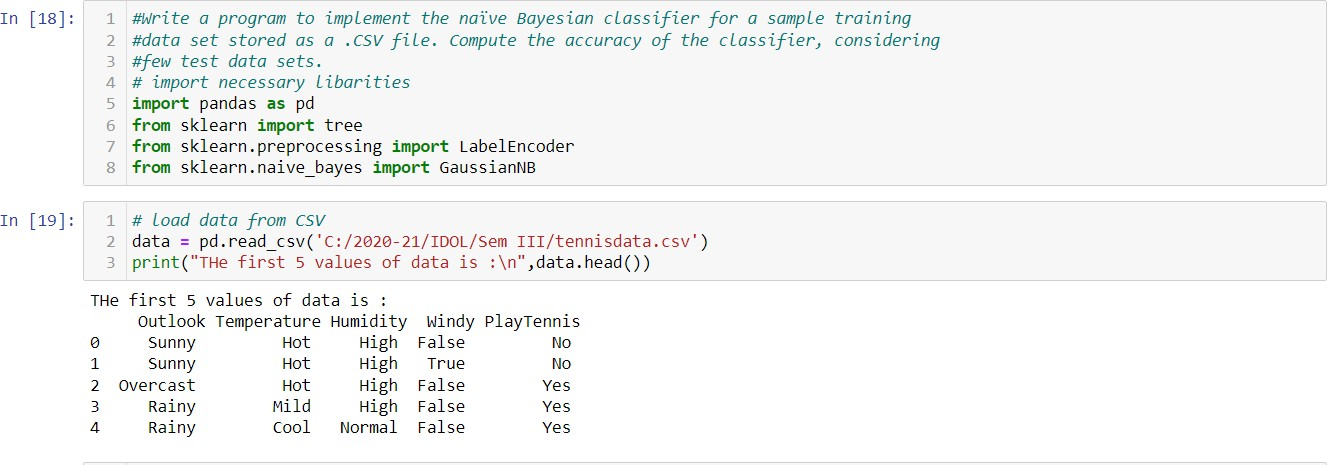 In [18]:
1 #Write a program to implement the naïve Bayesian classifier for a sample training
2 #data set stored as a .CSV file. Compute the accuracy of the classifier, considering
3 #few test data sets.
4 # import necessary libarities
5 import pandas as pd
6 from sklearn import tree
7 from sklearn.preprocessing import LabelEncoder
8 from sklearn.naive_bayes import GaussianNB
In [19]:
1 # load data from CSV
2 data = pd.read_csv('C:/2020-21/IDOL/Sem III/tennisdata.csv')
3 print("THe first 5 values of data is :\n",data.head())
THe first 5 values of data is :
Outlook Temperature Humidity Windy PlayTennis
0 Sunny Hot High False No
1 Sunny Hot High True No
2 Overcast Hot High False Yes
3 Rainy Mild High False Yes
4 Rainy Cool Normal False Yes